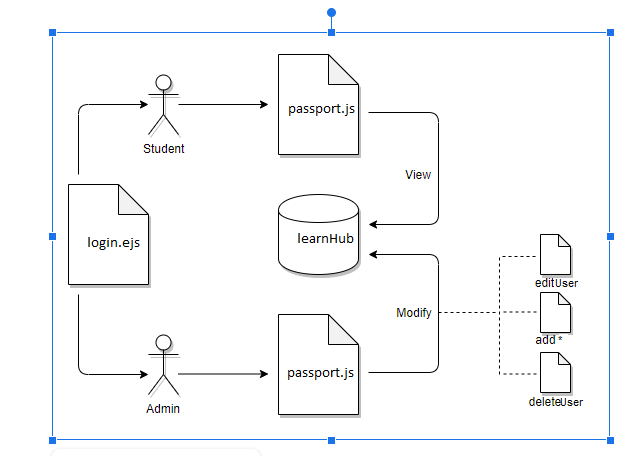 passport.js
Student
View
login.ejs
learnHub
editUser
Modify
add *
passport.js
deleteUser
Admin